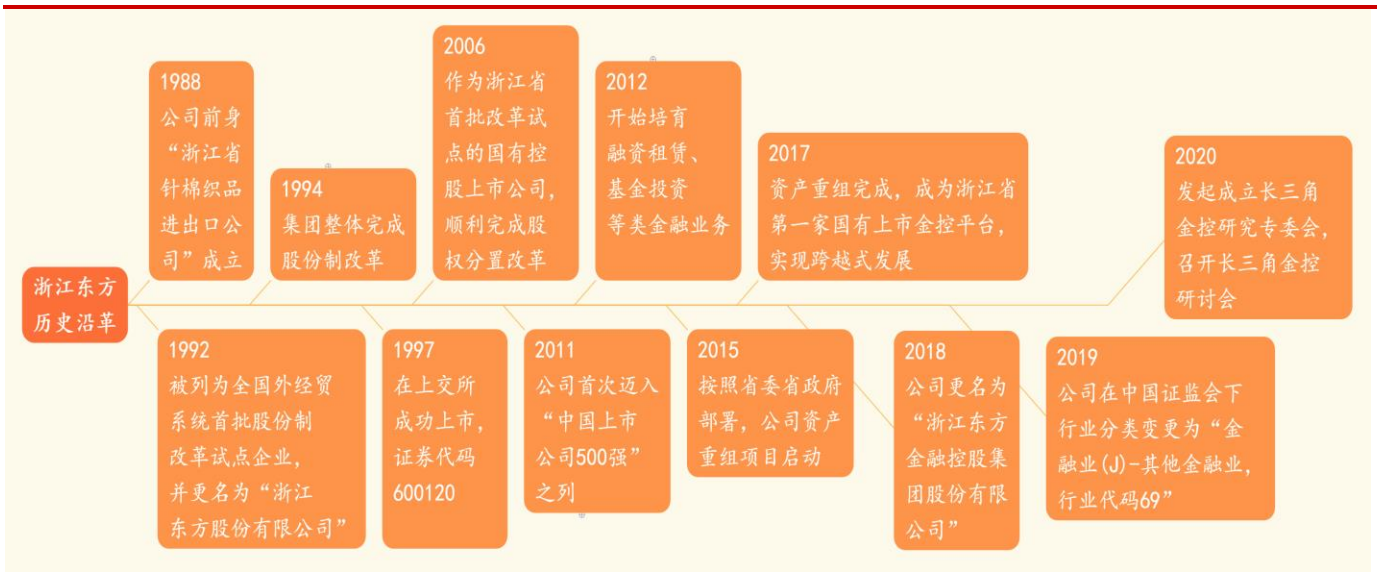 浙江东方
历史沿革
1988
公司前身
“浙江省
针棉织品
进出口公
司”成立
1992
被列为全国外经贸
系统首批股份制
改革试点企业，
并更名为“浙江
东方股份有限公司”
1994
集团整体完成
股份制改革
1997
在上交所
成功上市，
证券代码
600120
2006
作为浙江省
首批改革试
点的国有控
股上市公司，
顺利完成股
权分置改革
2011
公司首次迈入
“中国上市
公司500强”
之列
2012
开始培育
融资租赁、
基金投资
等类金融业务
2015
按照省委省政府
部署，公司资产
重组项目启动
2017
资产重组完成，成为浙江省
第一家国有上市金控平台，
实现跨越式发展
2018
公司更名为
“浙江东方
金融控股集
团股份有限
公司”
2019
公司在中国证监会下
行业分类变更为“金
融业(J)-其他金融业，
行业代码69”
2020
发起成立长三角
金控研究专委会，
召开长三角金控
研讨会